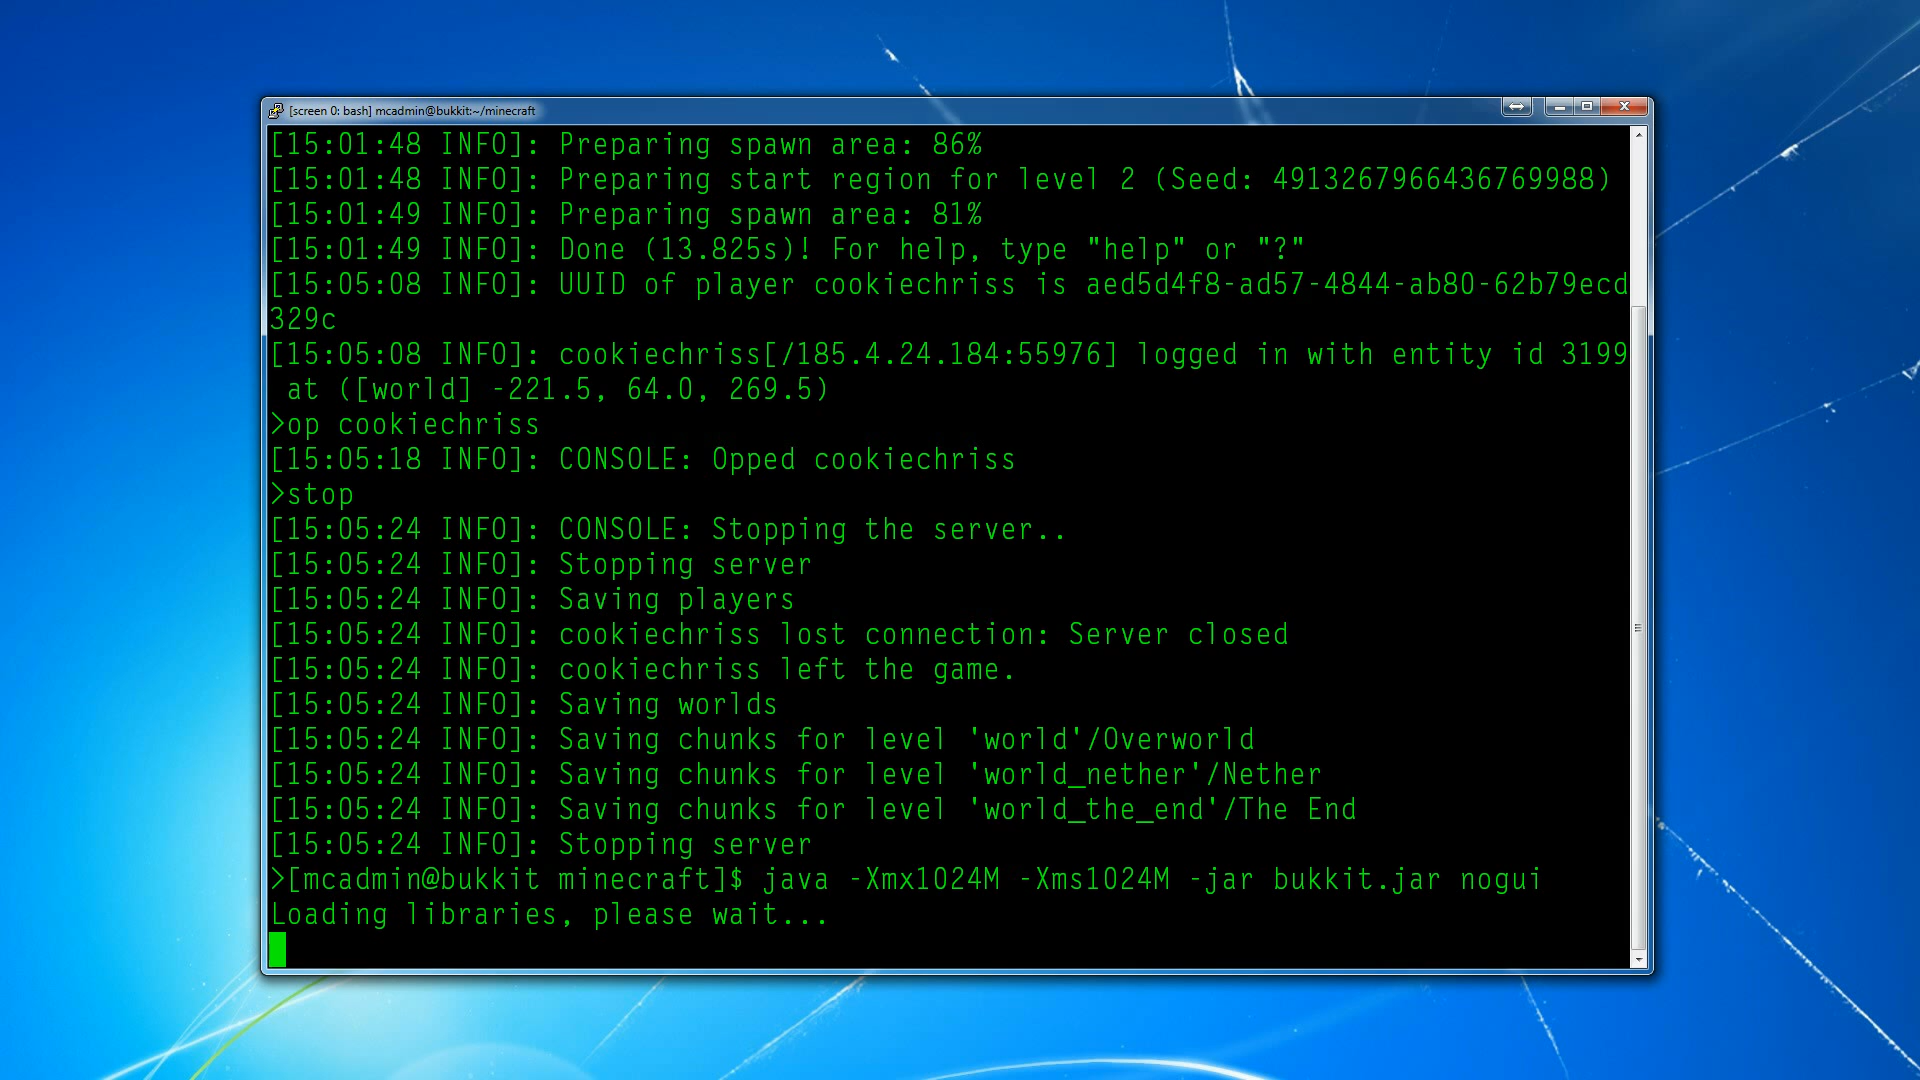 [screen 0: bash] mcadmin@bukkit:~/minecraft
[15:01:48 INFO]: Preparing spawn area: 86%
[15:01:48 INFO]: Preparing start region for level 2 (Seed: 4913267966436769988)
[15:01:49 INFO]: Preparing spawn area: 81%
[15:01:49 INFO]: Done (13.825s)! For help, type "help" or "?"
[15:05:08 INFO]: UUID of player cookiechriss is aed5d4f8-ad57-4844-ab80-62b79ecd
329c
[15:05:08 INFO]: cookiechriss[/185.4.24.184:55976] logged in with entity id 3199
 at ([world] -221.5, 64.0, 269.5)
>op cookiechriss
[15:05:18 INFO]: CONSOLE: Opped cookiechriss
>stop
[15:05:24 INFO]: CONSOLE: Stopping the server..
[15:05:24 INFO]: Stopping server
[15:05:24 INFO]: Saving players
[15:05:24 INFO]: cookiechriss lost connection: Server closed
[15:05:24 INFO]: cookiechriss left the game.
[15:05:24 INFO]: Saving worlds
[15:05:24 INFO]: Saving chunks for level 'world'/Overworld
[15:05:24 INFO]: Saving chunks for level 'world_nether'/Nether
[15:05:24 INFO]: Saving chunks for level 'world_the_end'/The End
[15:05:24 INFO]: Stopping server
>[mcadmin@bukkit minecraft]$ java -Xmx1024M -Xms1024M -jar bukkit.jar nogui
Loading libraries, please wait...